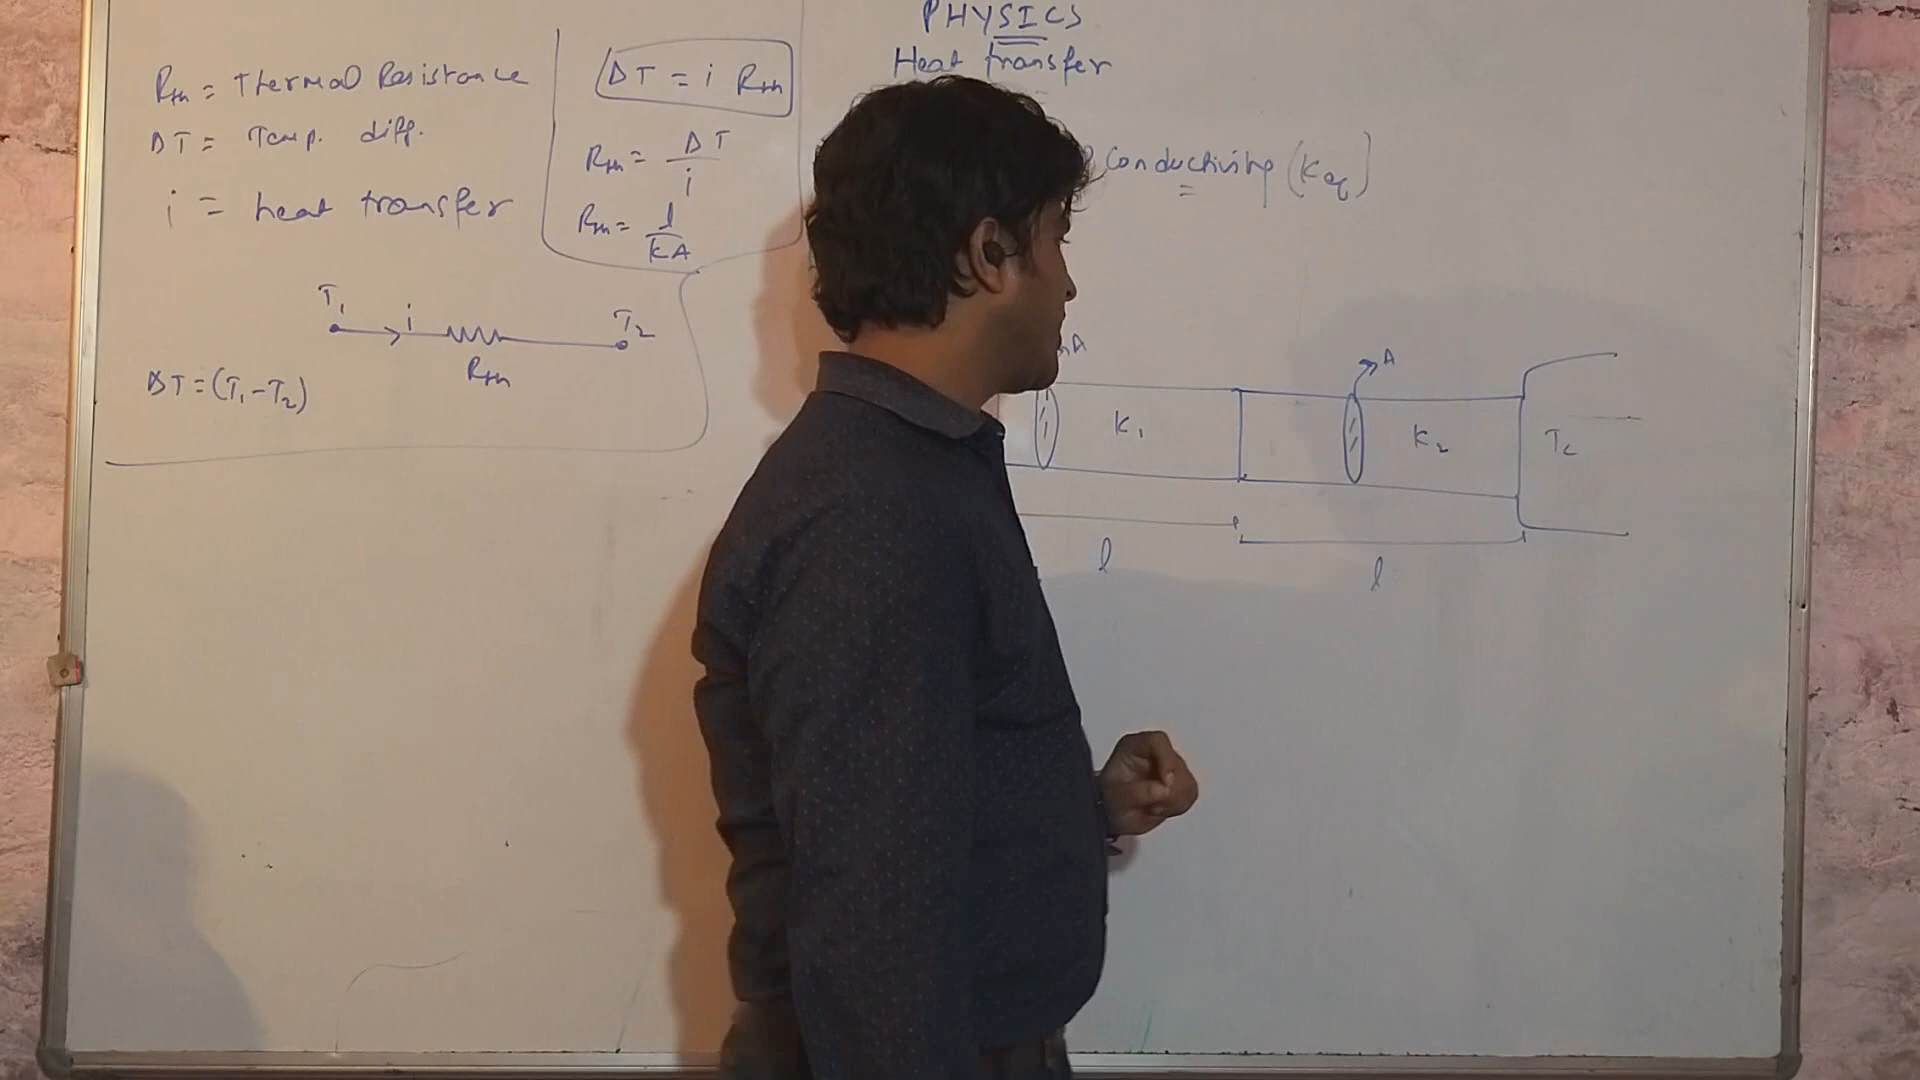 PHYSICS
Heat transfer
Rth = Thermal Resistance
ΔT = Temp. diff.
i = heat transfer
ΔT = i Rth
Rth = ΔT/i
Rth = l/KA
T1 i T2
Rth
ΔT = (T1-T2)
Conductivity (Keq)
A A
K1 K2 Tc
l l